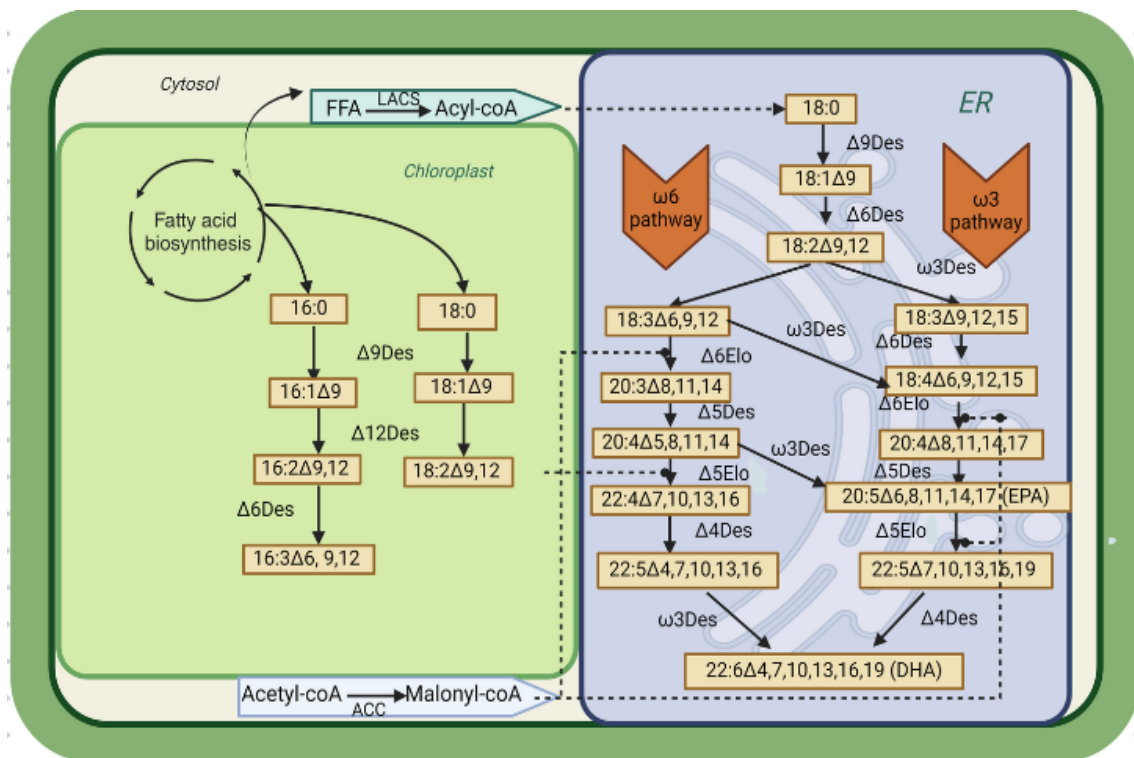 Cytosol
FFA LACS Acyl-coA
Chloroplast
Fatty acid
biosynthesis
16:0
18:0
Δ9Des
16:1Δ9
18:1Δ9
Δ12Des
16:2Δ9,12
18:2Δ9,12
Δ6Des
16:3Δ6, 9,12
Acetyl-coA Malonyl-coA
ACC
ER
18:0
Δ9Des
18:1Δ9
Δ6Des
18:2Δ9,12
ω6
pathway
ω3
pathway
ω3Des
18:3Δ6,9,12
18:3Δ9,12,15
ω3Des
Δ6Des
Δ6Elo
18:4Δ6,9,12,15
20:3Δ8,11,14
Δ6Elo
Δ5Des
20:4Δ5,8,11,14
20:4Δ8,11,14,17
ω3Des
Δ5Des
Δ5Elo
22:4Δ7,10,13,16
20:5Δ6,8,11,14,17 (EPA)
Δ4Des
Δ5Elo
22:5Δ4,7,10,13,16
22:5Δ7,10,13,16,19
ω3Des
Δ4Des
22:6Δ4,7,10,13,16,19 (DHA)